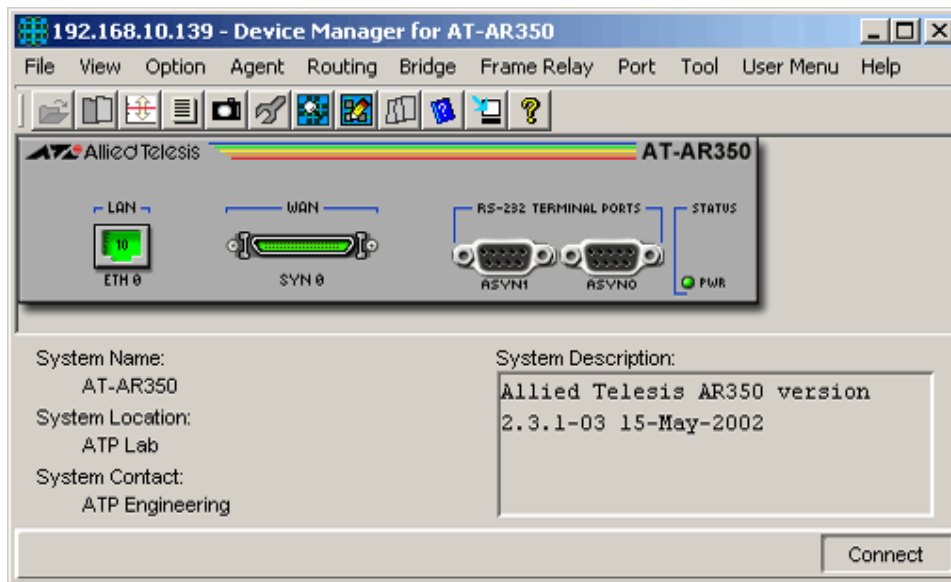 192.168.10.139 - Device Manager for AT-AR350
File View Option Agent Routing Bridge Frame Relay Port Tool User Menu Help
Allied Telesis AT-AR350
LAN WAN RS-232 TERMINAL PORTS STATUS
10
ETH 0 SYN 0 ASYN1 ASYN0 PWR
System Name:
AT-AR350
System Location:
ATP Lab
System Contact:
ATP Engineering
System Description:
Allied Telesis AR350 version
2.3.1-03 15-May-2002
Connect